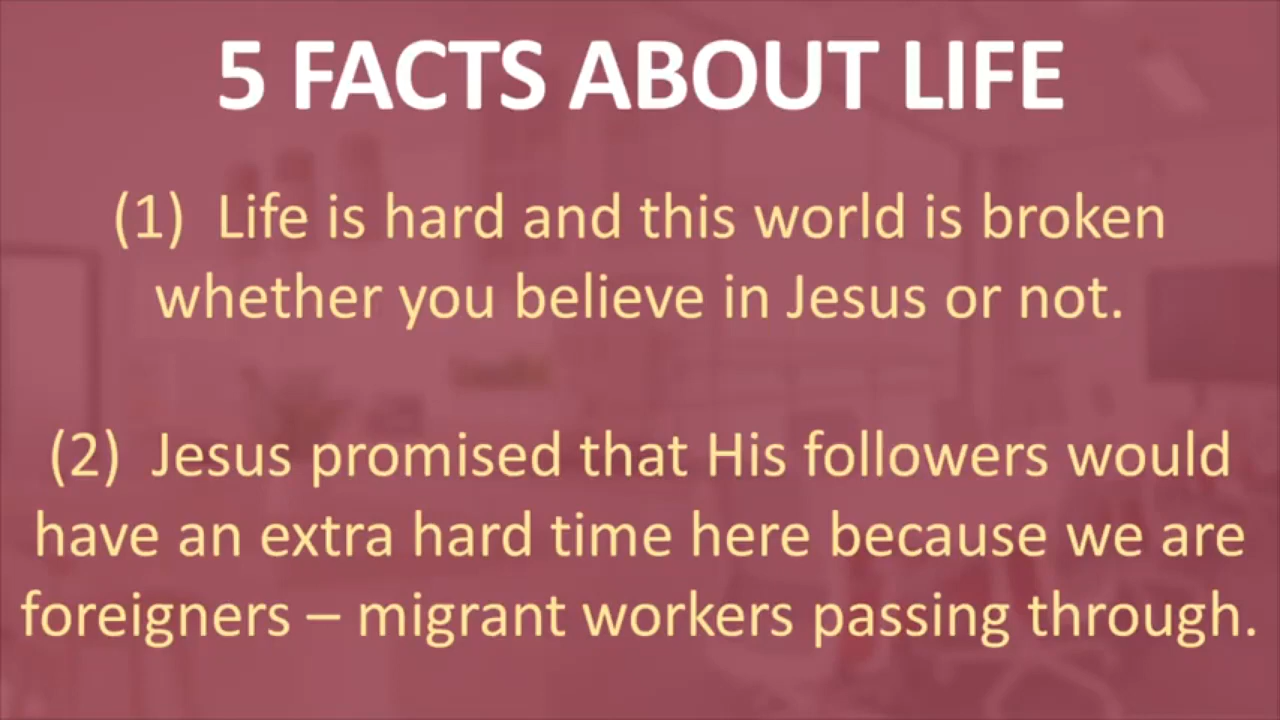 5 FACTS ABOUT LIFE
(1) Life is hard and this world is broken
whether you believe in Jesus or not.
(2) Jesus promised that His followers would
have an extra hard time here because we are
foreigners – migrant workers passing through.